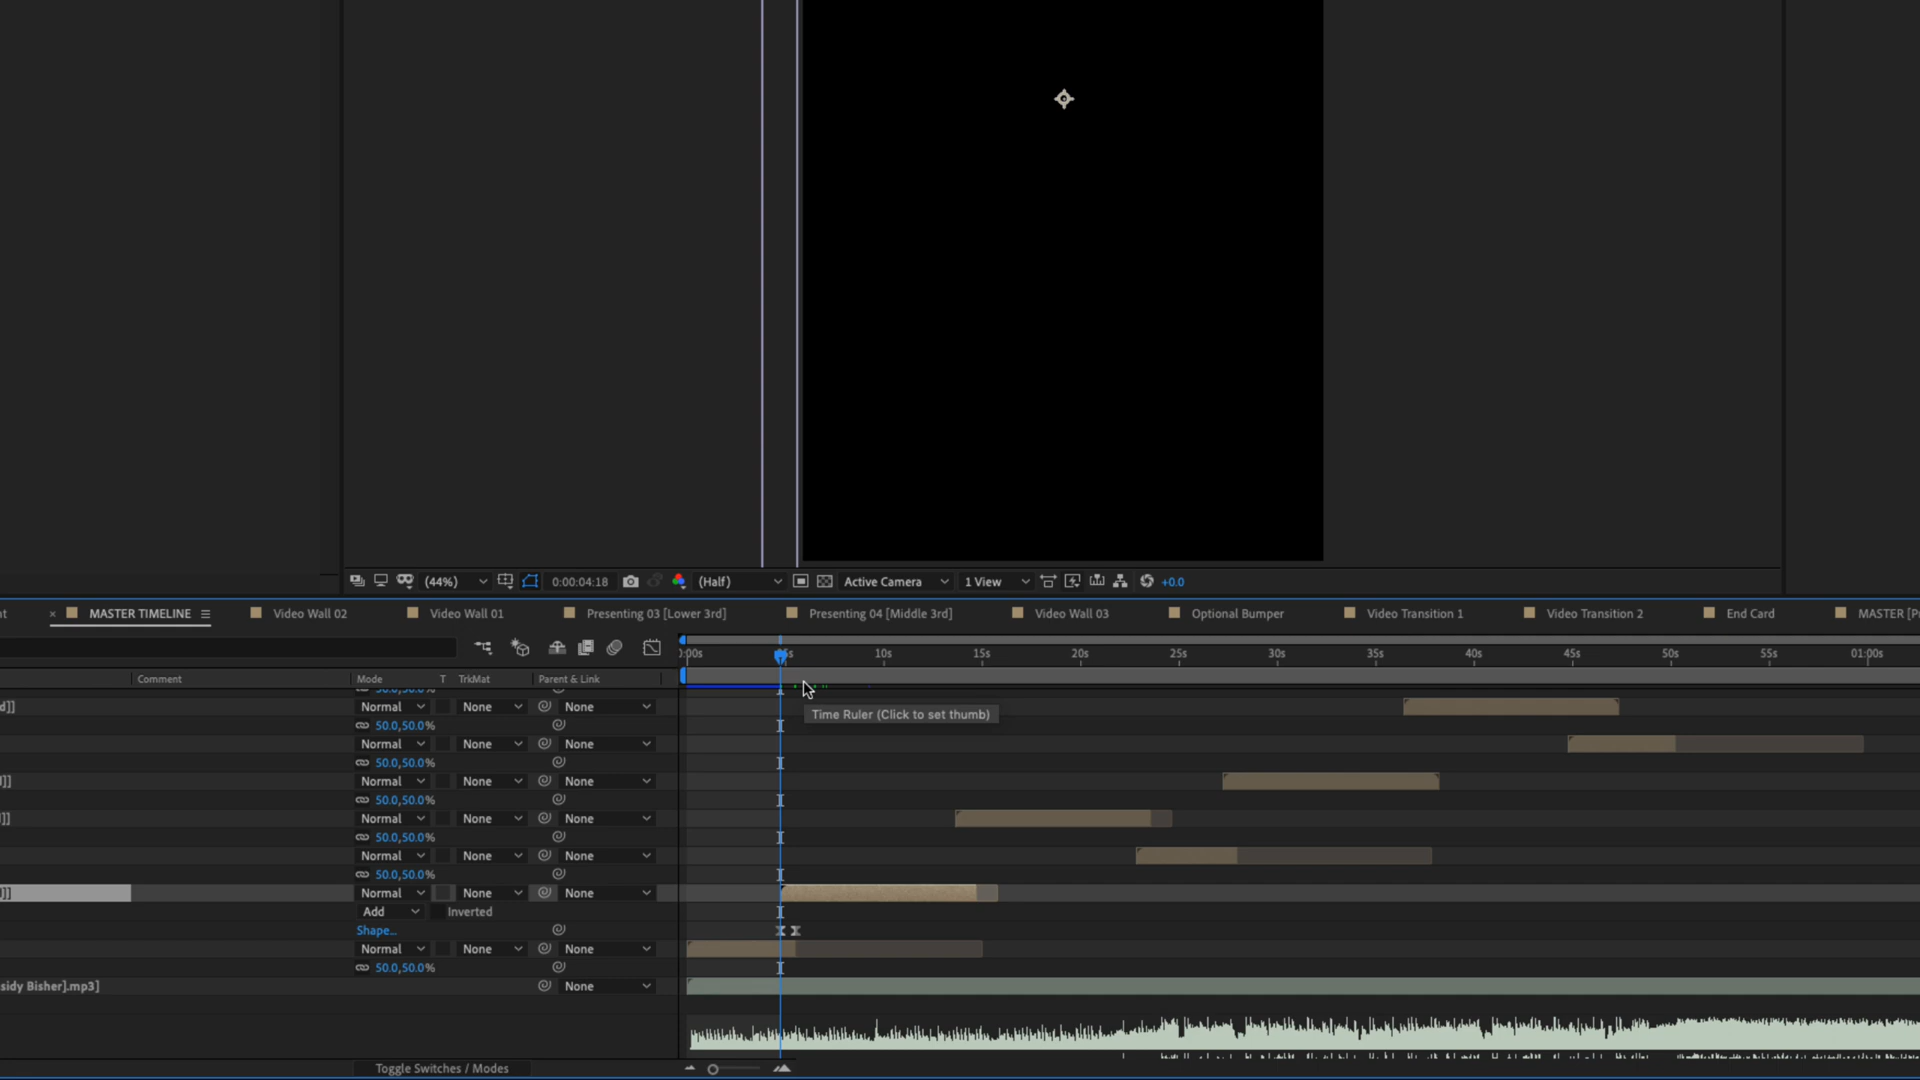 (44%) 0:00:04:18 (Half) Active Camera 1 View +0.0
nt × MASTER TIMELINE Video Wall 02 Video Wall 01 Presenting 03 [Lower 3rd] Presenting 04 [Middle 3rd] Video Wall 03 Optional Bumper Video Transition 1 Video Transition 2 End Card MASTER [P
):00s 10s 15s 20s 25s 30s 35s 40s 45s 50s 55s 01:00s
Comment Mode T TrkMat Parent & Link
50.0,50.0%
d]] Normal None None
Time Ruler (Click to set thumb)
50.0,50.0%
Normal None None
50.0,50.0%
l]] Normal None None
50.0,50.0%
l]] Normal None None
50.0,50.0%
Normal None None
50.0,50.0%
l]] Normal None None
Add Inverted
Shape...
Normal None None
50.0,50.0%
sidy Bisher].mp3] None
Toggle Switches / Modes